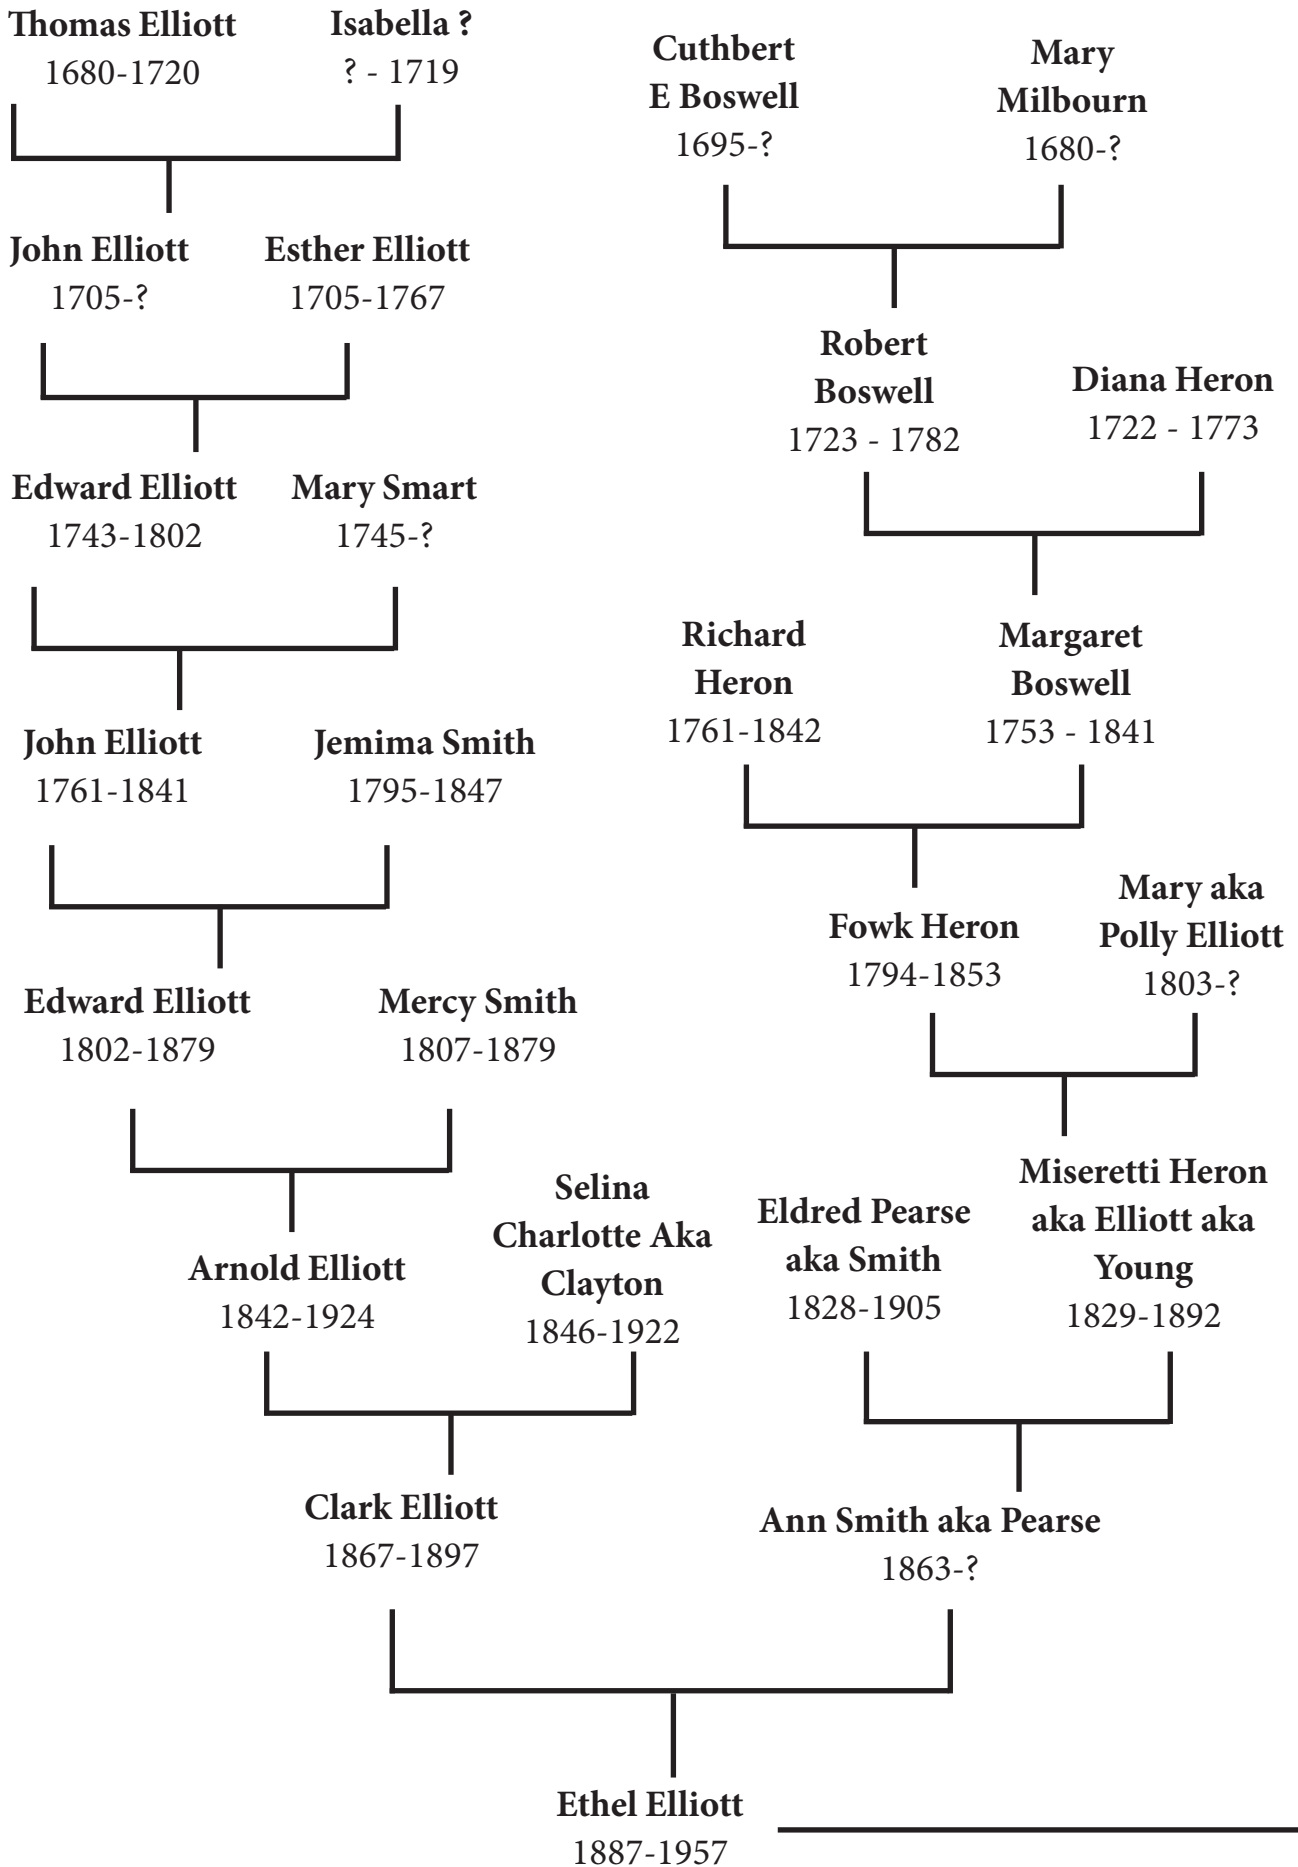 Thomas Elliott
1680-1720
Isabella ?
? - 1719
Cuthbert
E Boswell
1695-?
Mary
Milbourn
1680-?
John Elliott
1705-?
Esther Elliott
1705-1767
Robert
Boswell
1723 - 1782
Diana Heron
1722 - 1773
Edward Elliott
1743-1802
Mary Smart
1745-?
Richard
Heron
1761-1842
Margaret
Boswell
1753 - 1841
John Elliott
1761-1841
Jemima Smith
1795-1847
Fowk Heron
1794-1853
Mary aka
Polly Elliott
1803-?
Edward Elliott
1802-1879
Mercy Smith
1807-1879
Arnold Elliott
1842-1924
Selina
Charlotte Aka
Clayton
1846-1922
Eldred Pearse
aka Smith
1828-1905
Miseretti Heron
aka Elliott aka
Young
1829-1892
Clark Elliott
1867-1897
Ann Smith aka Pearse
1863-?
Ethel Elliott
1887-1957